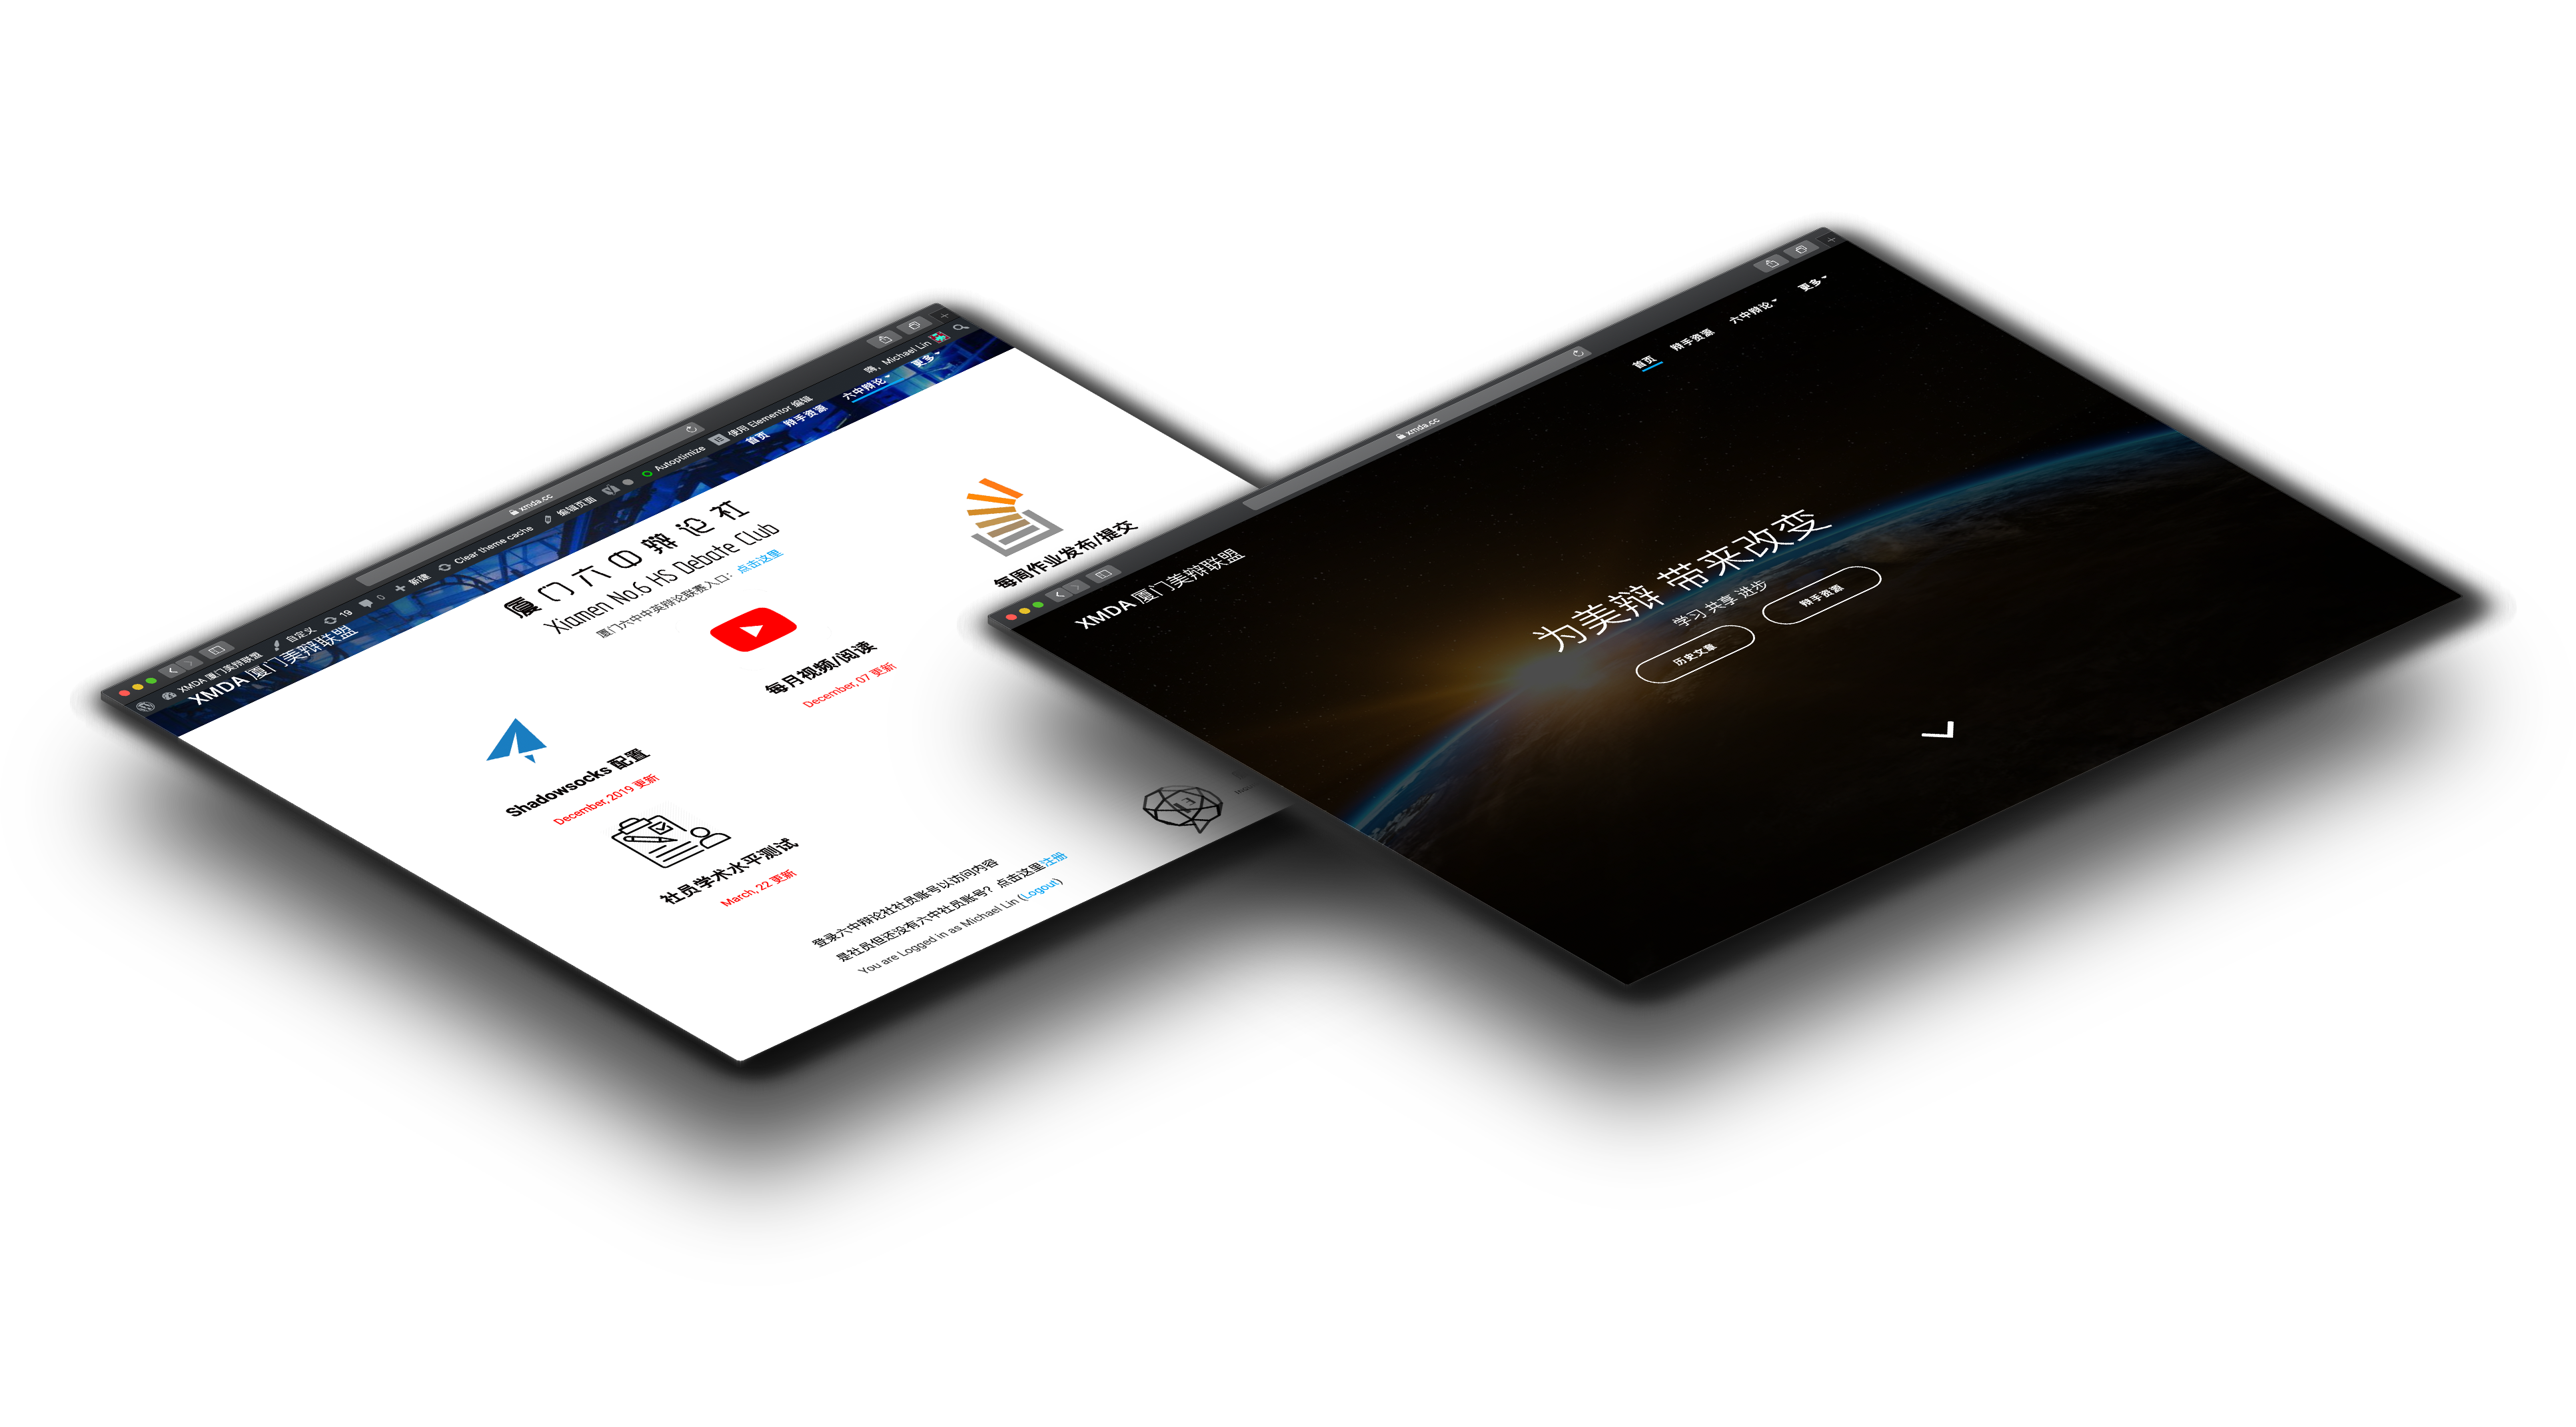 xmda.cc
XMDA 厦门美辩联盟
自定义
19
0
新建
Clear theme cache
编辑页面
Autoptimize
使用 Elementor 编辑
嗨，Michael Lin
XMDA 厦门美辩联盟
首页
辩手资源
六中辩论
更多
厦门六中辩论社
Xiamen No.6 HS Debate Club
厦门六中中英辩论联赛入口：点击这里
Shadowsocks 配置
December, 2019 更新
每月视频/阅读
December, 07 更新
每周作业发布/提交
社员学术水平测试
March, 22 更新
登录六中辩论社社员账号以访问内容
是社员但还没有六中社员账号？点击这里注册
You are Logged in as Michael Lin (Logout)
xmda.cc
XMDA 厦门美辩联盟
首页
辩手资源
六中辩论
更多
为美辩 带来改变
学习 共享 进步
历史文章
辩手资源